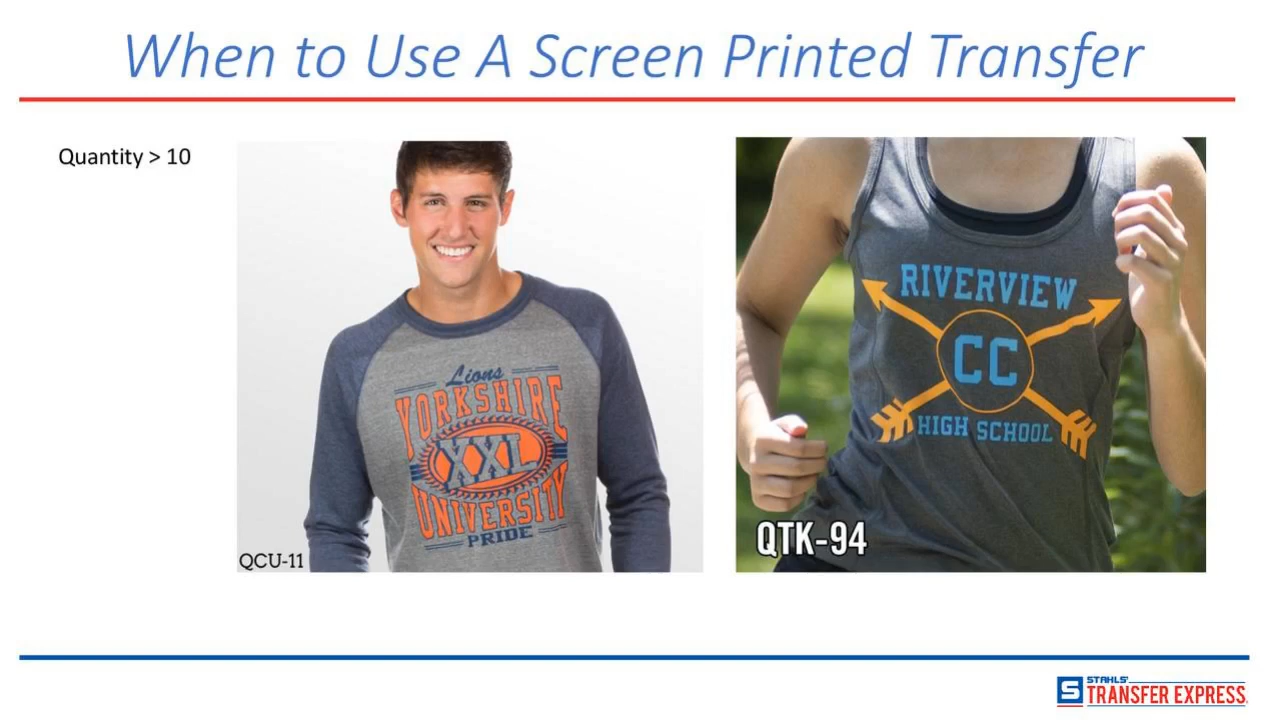 When to Use A Screen Printed Transfer
Quantity > 10
Lions
YORKSHIRE
XXL
UNIVERSITY
PRIDE
QCU-11
RIVERVIEW
CC
HIGH SCHOOL
QTK-94
S
STAHLS'
TRANSFER EXPRESS.